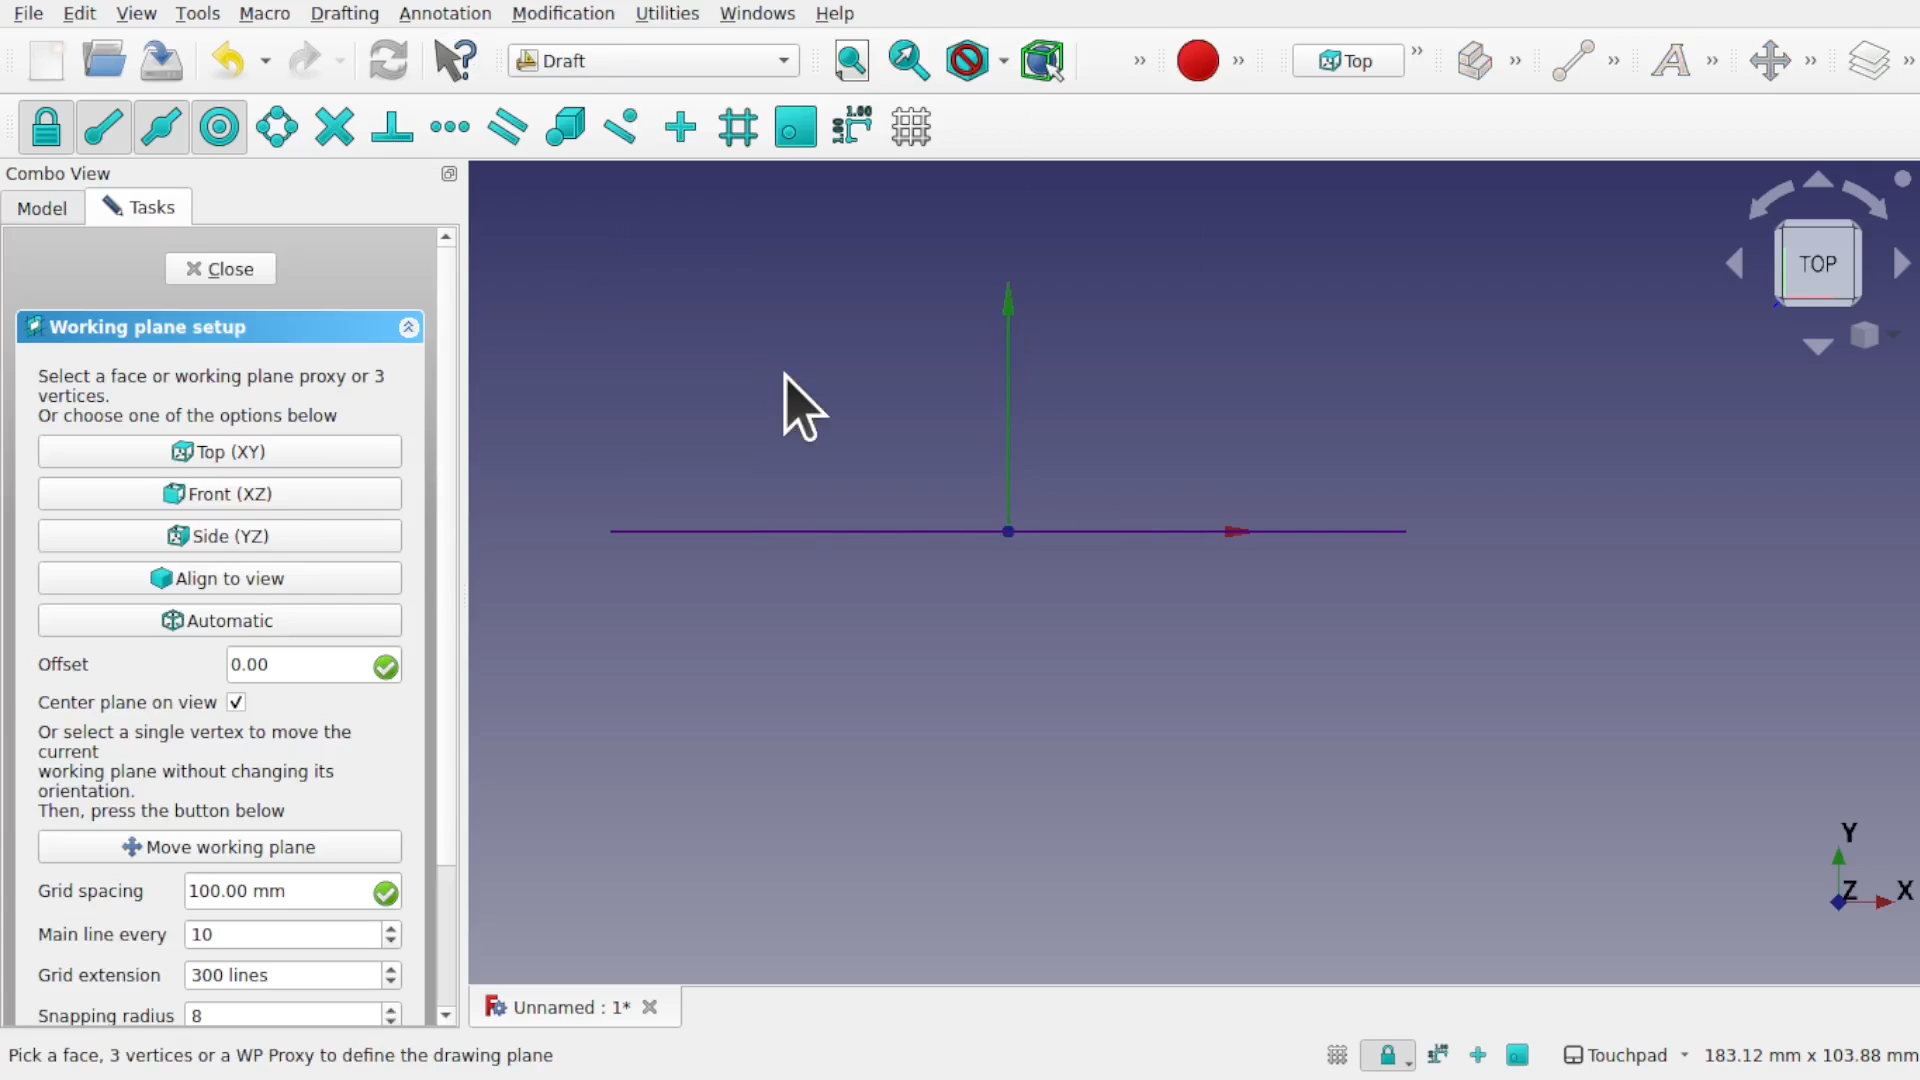 File Edit View Tools Macro Drafting Annotation Modification Utilities Windows Help
Draft
Top
1.00
1.00
Combo View
Model
Tasks
Close
Working plane setup
Select a face or working plane proxy or 3
vertices.
Or choose one of the options below
Top (XY)
Front (XZ)
Side (YZ)
Align to view
Automatic
Offset 0.00
Center plane on view
Or select a single vertex to move the
current
working plane without changing its
orientation.
Then, press the button below
Move working plane
Grid spacing 100.00 mm
Main line every 10
Grid extension 300 lines
Snapping radius 8
TOP
Y
Z X
Unnamed : 1*
Pick a face, 3 vertices or a WP Proxy to define the drawing plane
Touchpad 183.12 mm x 103.88 mm